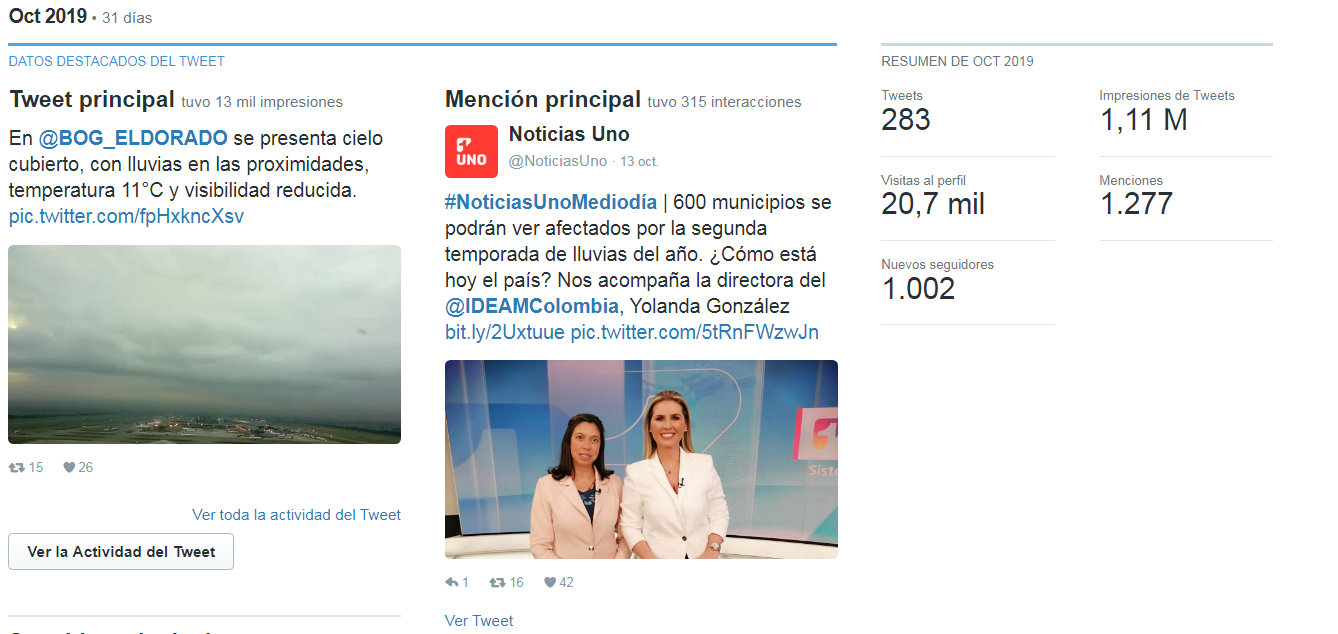 Oct 2019 • 31 días
DATOS DESTACADOS DEL TWEET
Tweet principal tuvo 13 mil impresiones
En @BOG_ELDORADO se presenta cielo
cubierto, con lluvias en las proximidades,
temperatura 11°C y visibilidad reducida.
pic.twitter.com/fpHxkncXsv
15 26
Ver toda la actividad del Tweet
Ver la Actividad del Tweet
Mención principal tuvo 315 interacciones
UNO
Noticias Uno
@NoticiasUno · 13 oct.
#NoticiasUnoMediodía | 600 municipios se
podrán ver afectados por la segunda
temporada de lluvias del año. ¿Cómo está
hoy el país? Nos acompaña la directora del
@IDEAMColombia, Yolanda González
bit.ly/2Uxtuue pic.twitter.com/5tRnFWzwJn
1 16 42
Ver Tweet
RESUMEN DE OCT 2019
Tweets
283
Impresiones de Tweets
1,11 M
Visitas al perfil
20,7 mil
Menciones
1.277
Nuevos seguidores
1.002